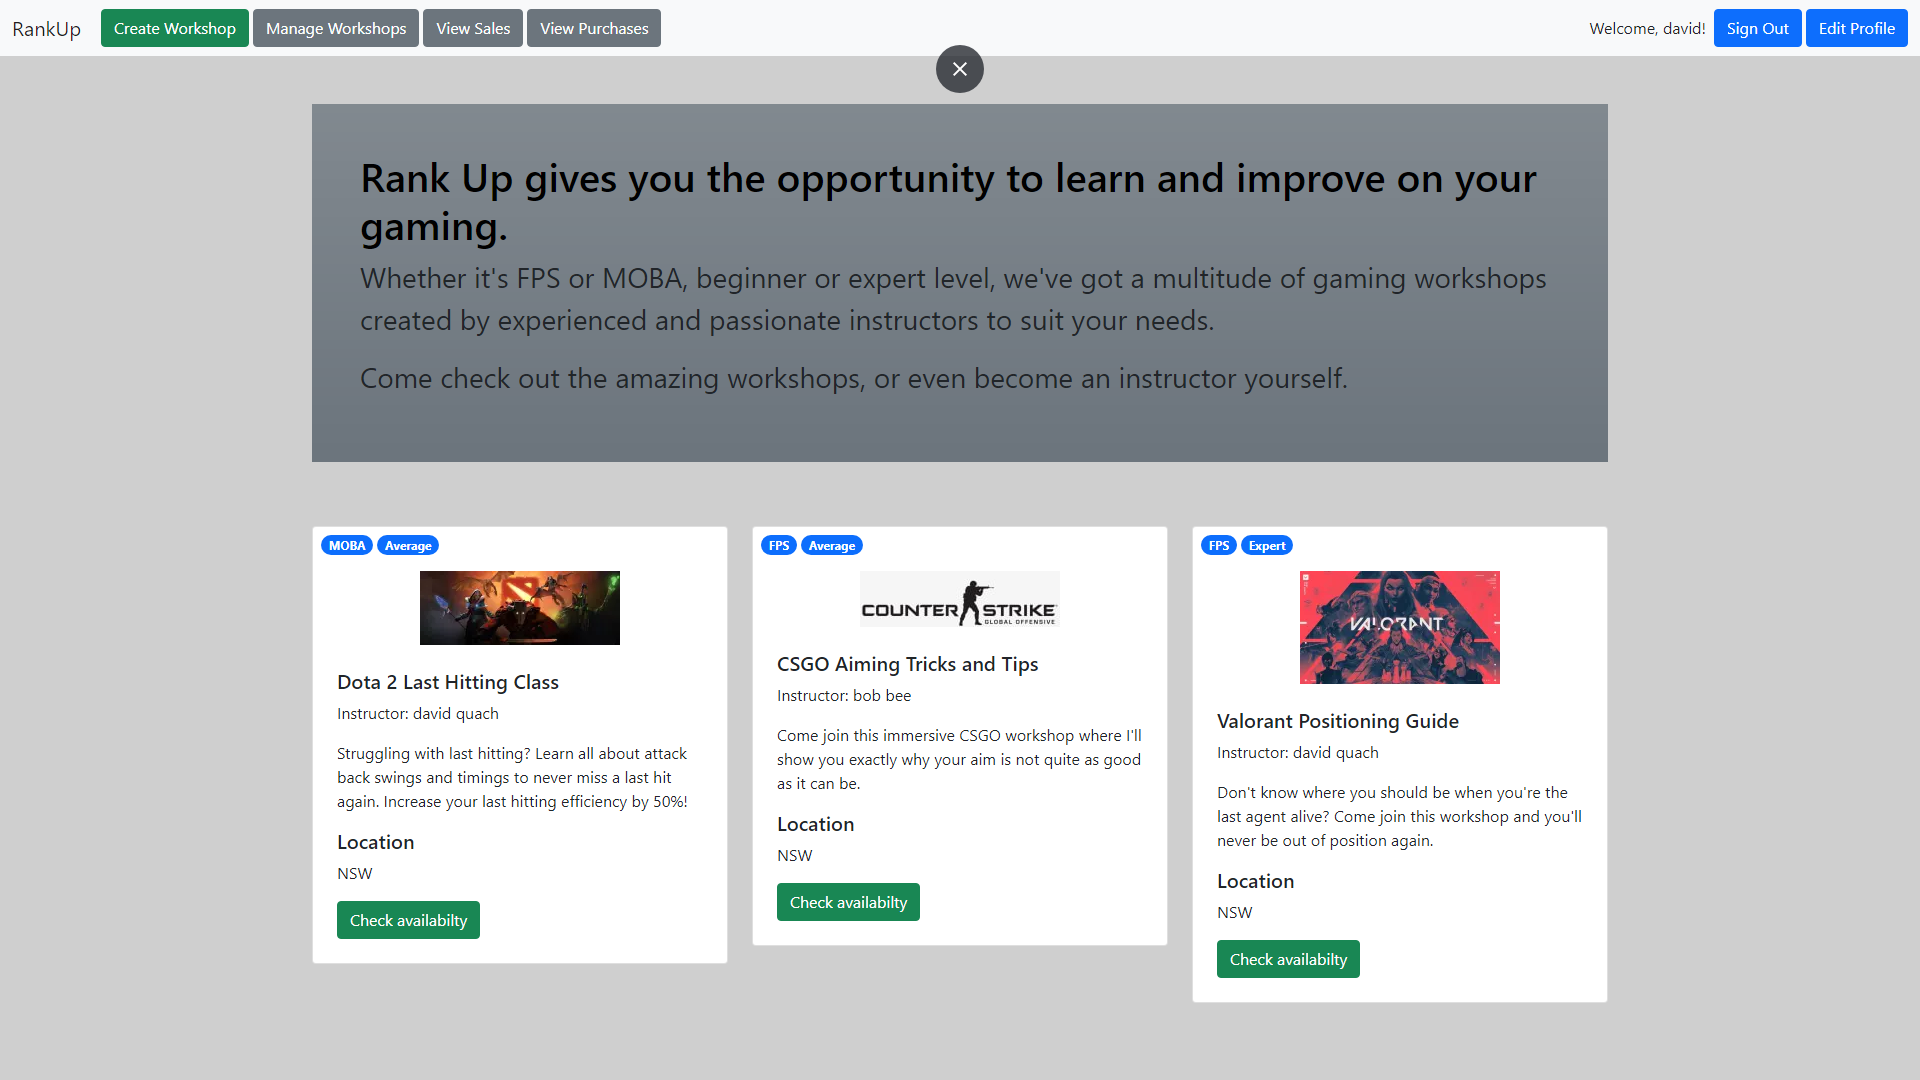 RankUp Create Workshop Manage Workshops View Sales View Purchases Welcome, david! Sign Out Edit Profile
Rank Up gives you the opportunity to learn and improve on your
gaming.
Whether it's FPS or MOBA, beginner or expert level, we've got a multitude of gaming workshops
created by experienced and passionate instructors to suit your needs.
Come check out the amazing workshops, or even become an instructor yourself.
MOBA Average
Dota 2 Last Hitting Class
Instructor: david quach
Struggling with last hitting? Learn all about attack
back swings and timings to never miss a last hit
again. Increase your last hitting efficiency by 50%!
Location
NSW
Check availabilty
FPS Average
COUNTER STRIKE
GLOBAL OFFENSIVE
CSGO Aiming Tricks and Tips
Instructor: bob bee
Come join this immersive CSGO workshop where I'll
show you exactly why your aim is not quite as good
as it can be.
Location
NSW
Check availabilty
FPS Expert
VALORANT
Valorant Positioning Guide
Instructor: david quach
Don't know where you should be when you're the
last agent alive? Come join this workshop and you'll
never be out of position again.
Location
NSW
Check availabilty